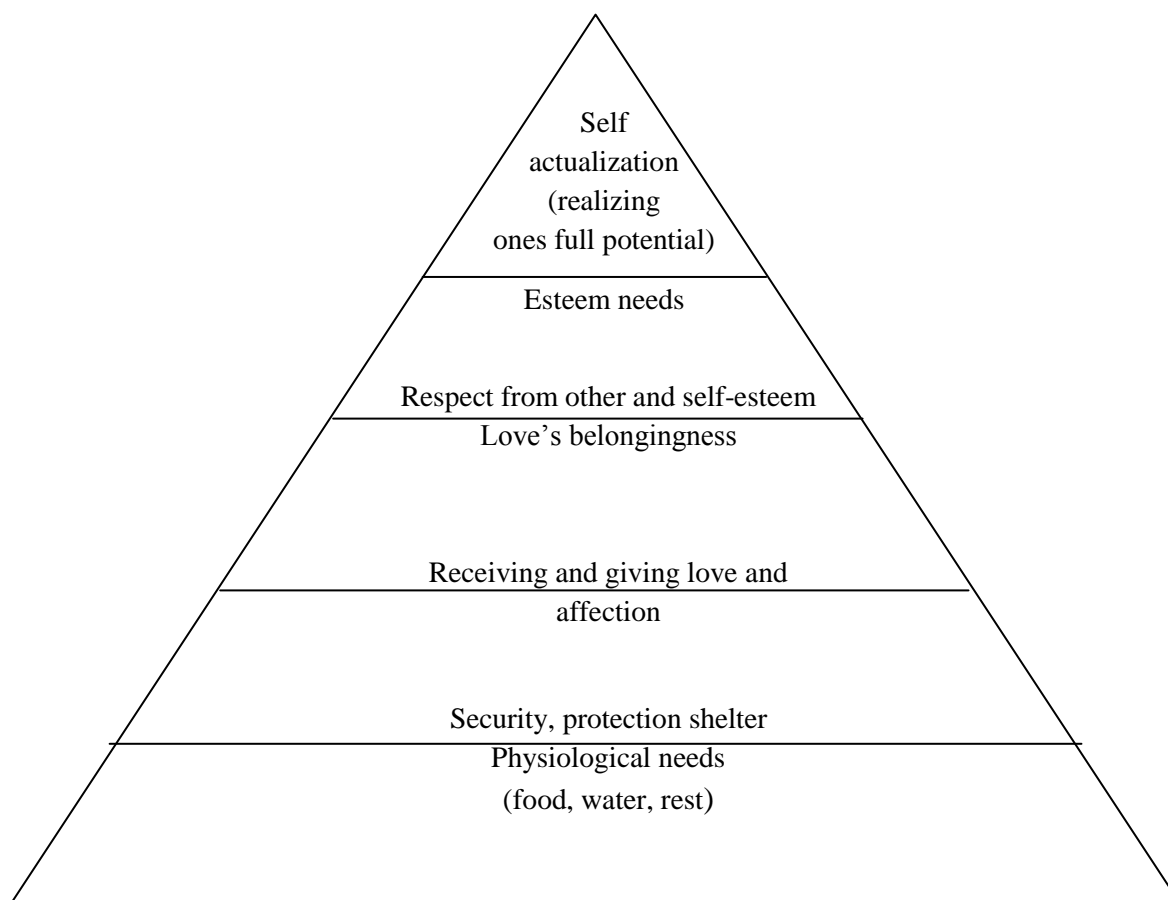 Self
actualization
(realizing
ones full potential)
Esteem needs
Respect from other and self-esteem
Love’s belongingness
Receiving and giving love and
affection
Security, protection shelter
Physiological needs
(food, water, rest)